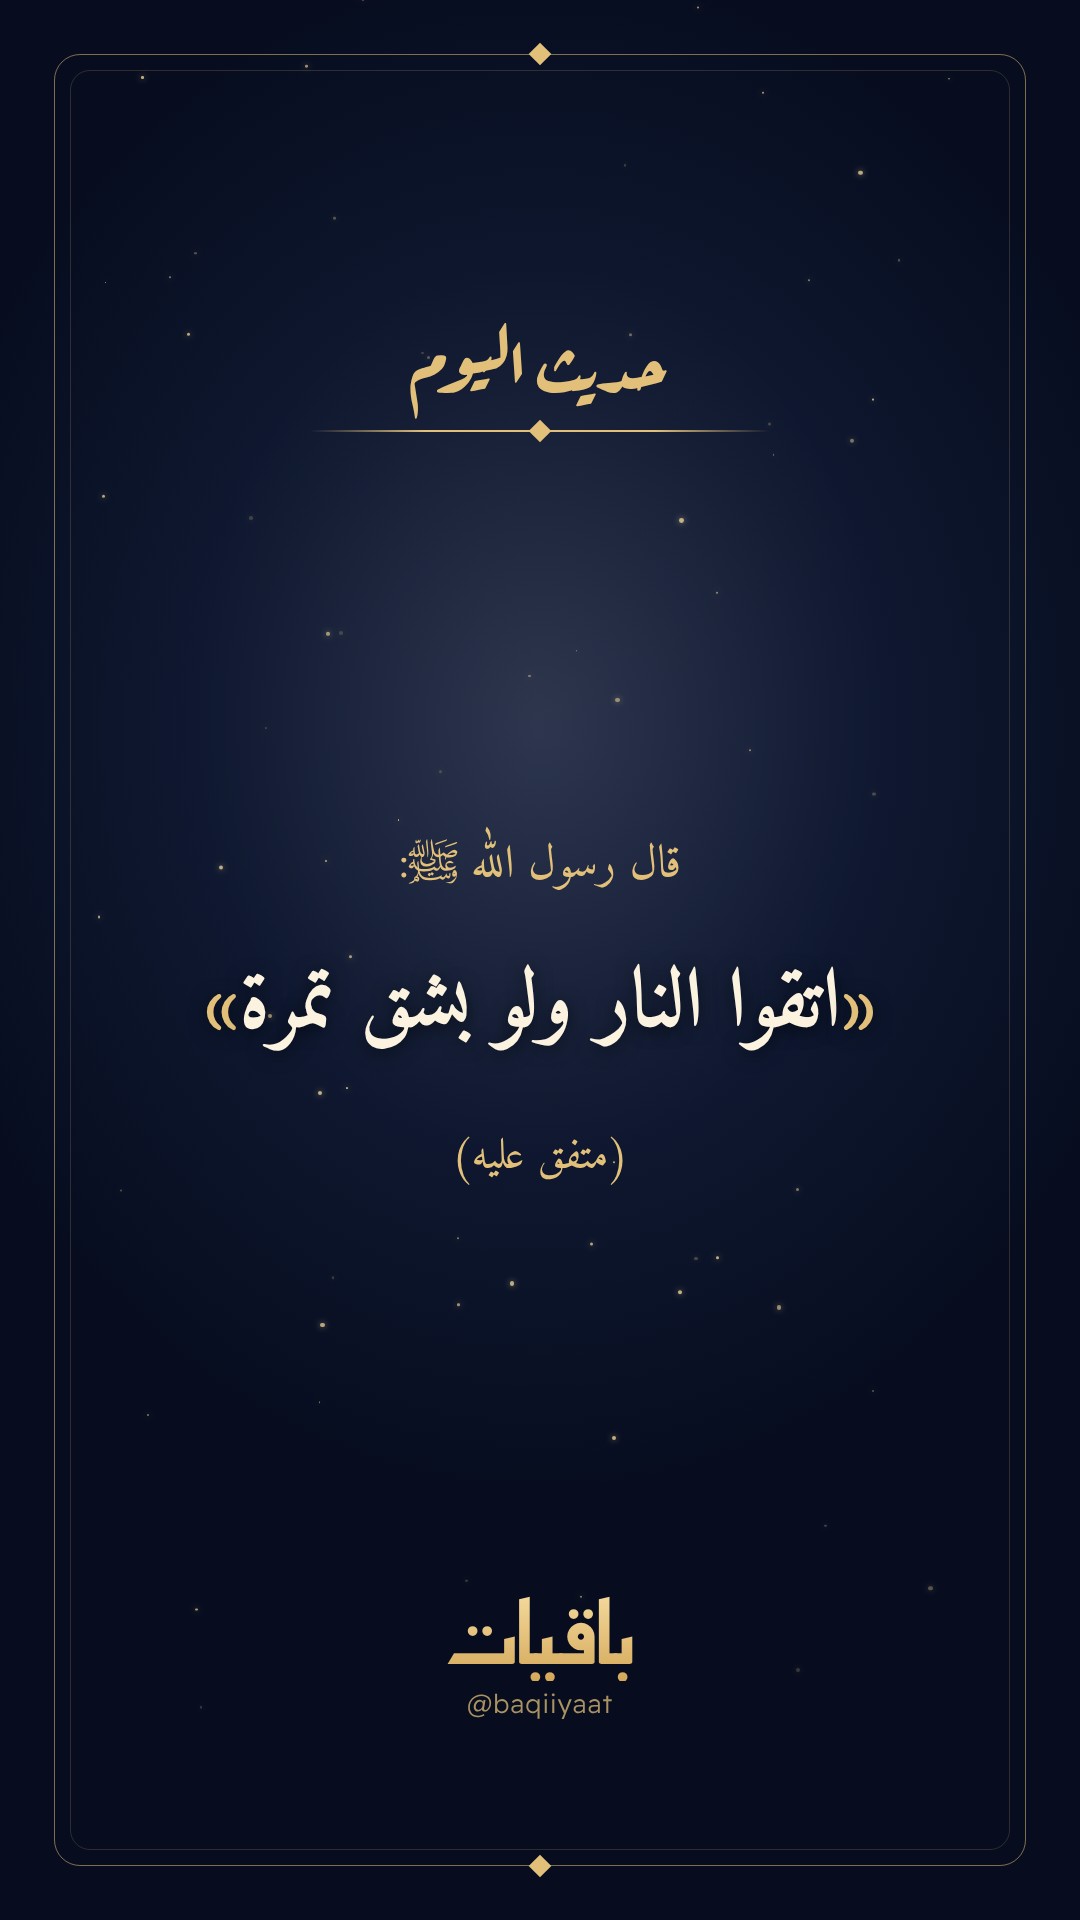 حديث اليوم
قال رسول الله ﷺ:
«اتقوا النار ولو بشق تمرة»
(متفق عليه)
باقيات
@baqiiyaat